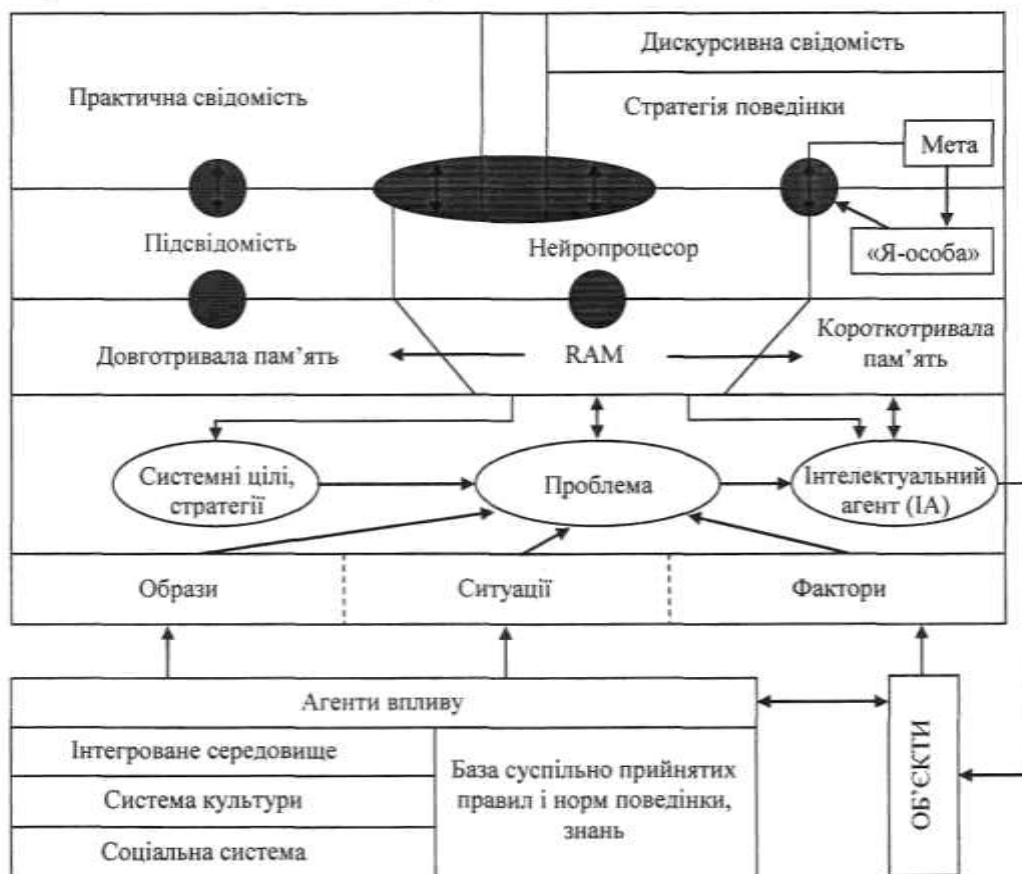 Дискурсивна свідомість
Практична свідомість
Стратегія поведінки
Мета
Підсвідомість
Нейропроцесор
«Я-особа»
Довготривала пам’ять
RAM
Короткотривала
пам’ять
Системні цілі,
стратегії
Проблема
Інтелектуальний
агент (ІА)
Образи
Ситуації
Фактори
Агенти впливу
Інтегроване середовище
Система культури
Соціальна система
База суспільно прийнятих
правил і норм поведінки,
знань
ОБ’ЄКТИ